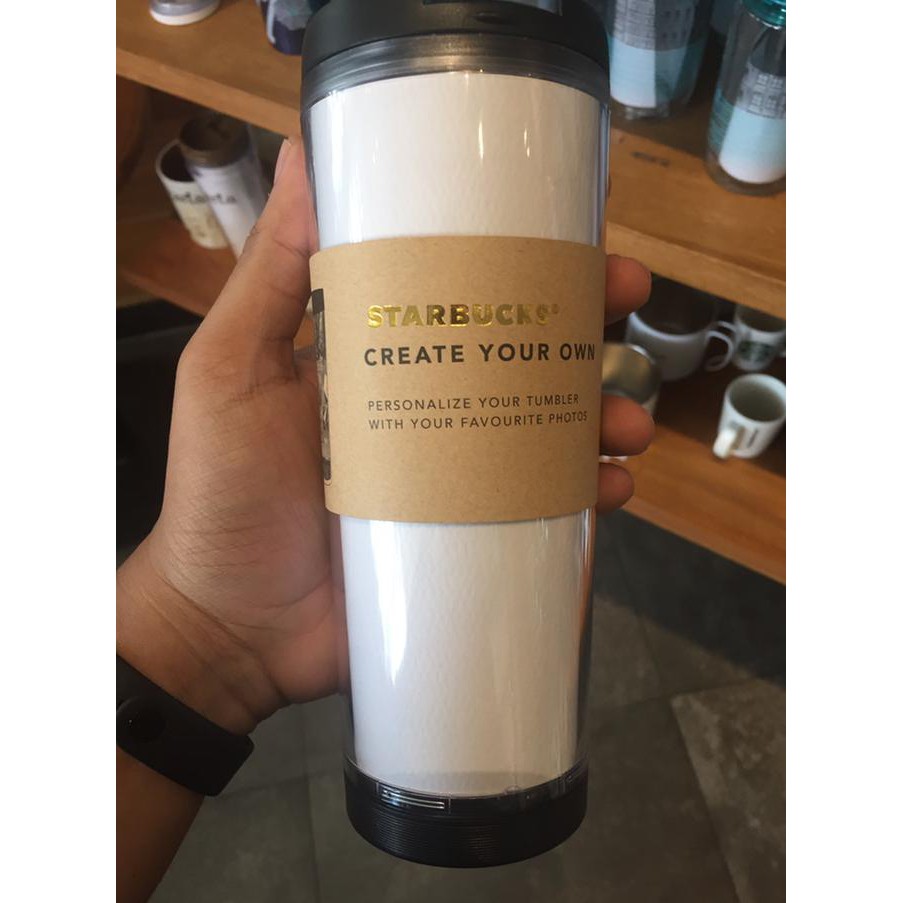 STARBUCKS®
CREATE YOUR OWN
PERSONALIZE YOUR TUMBLER
WITH YOUR FAVOURITE PHOTOS